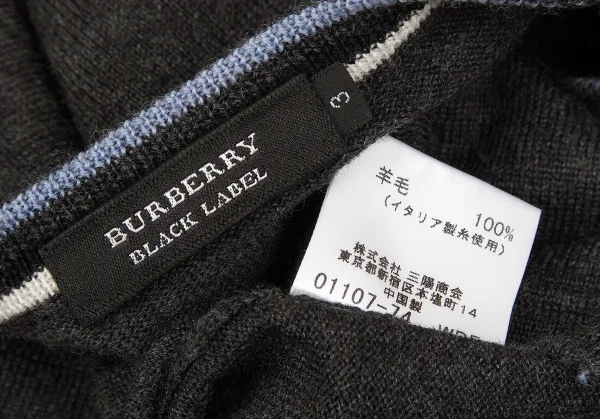 BURBERRY
BLACK LABEL
3
羊毛 100%
(イタリア製糸使用)
株式会社 三陽商会
東京都新宿区本塩町14
中国製
01107-74